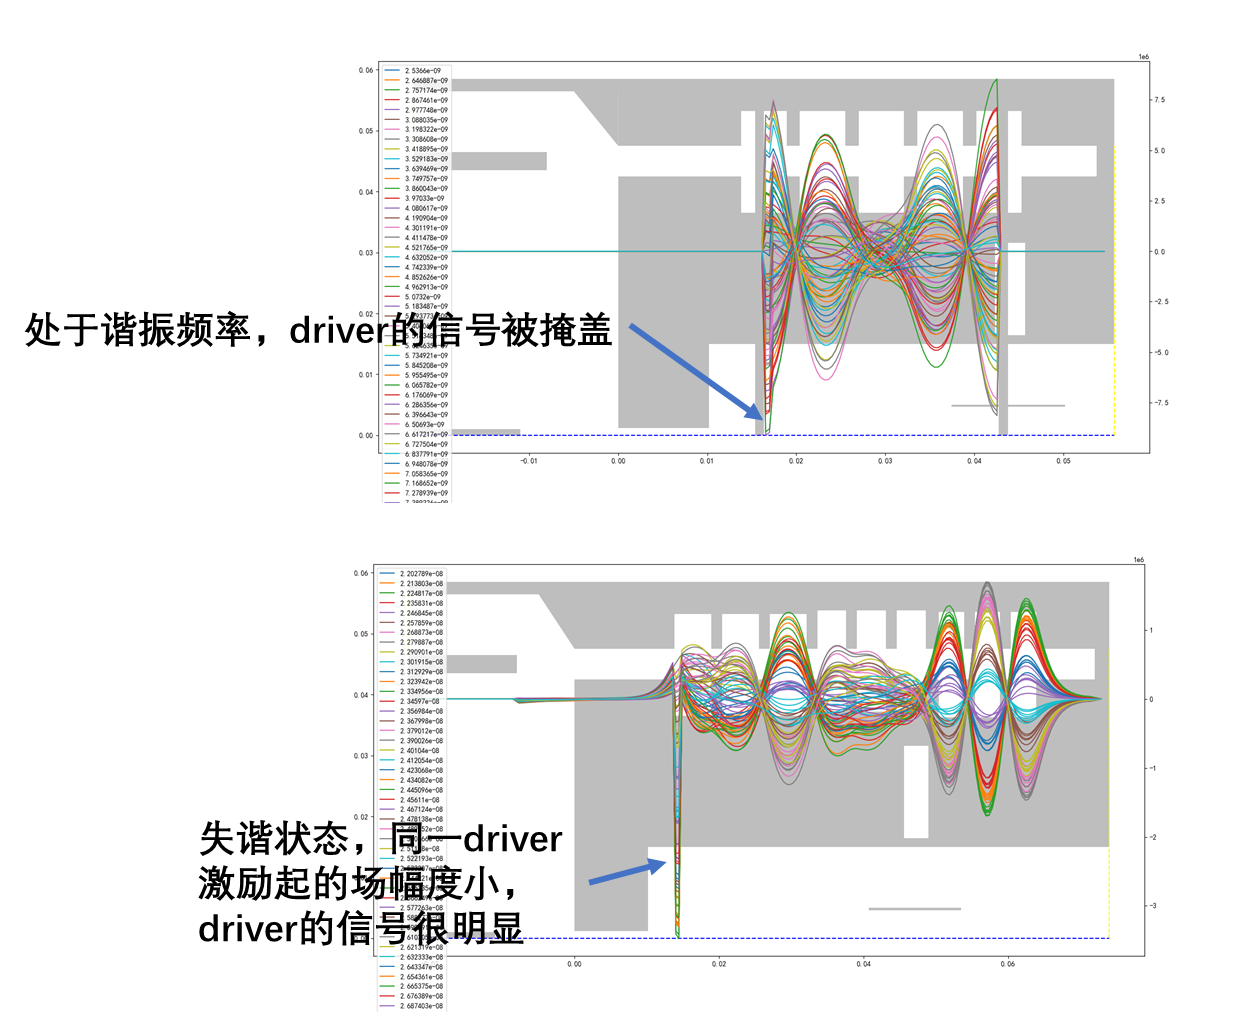 1e6
0.06
0.05
0.04
0.03
0.02
0.01
0.00
2.5366e-09
2.646887e-09
2.757174e-09
2.867461e-09
2.977748e-09
3.088035e-09
3.198322e-09
3.308608e-09
3.418895e-09
3.529183e-09
3.639469e-09
3.749757e-09
3.860043e-09
3.97033e-09
4.080617e-09
4.190904e-09
4.301191e-09
4.411478e-09
4.521765e-09
4.632052e-09
4.742339e-09
4.852626e-09
4.962913e-09
5.0732e-09
5.183487e-09
处于谐振频率，driver的信号被掩盖
5.734921e-09
5.845208e-09
5.955495e-09
6.065782e-09
6.176069e-09
6.286356e-09
6.396643e-09
6.50693e-09
6.617217e-09
6.727504e-09
6.837791e-09
6.948078e-09
7.058365e-09
7.168652e-09
7.278939e-09
7.5
5.0
2.5
0.0
−2.5
−5.0
−7.5
−0.01
0.00
0.01
0.02
0.03
0.04
0.05
1e6
0.06
0.05
0.04
0.03
0.02
2.202789e-08
2.213803e-08
2.224817e-08
2.235831e-08
2.246845e-08
2.257859e-08
2.268873e-08
2.279887e-08
2.290901e-08
2.301915e-08
2.312929e-08
2.323942e-08
2.334956e-08
2.34597e-08
2.356984e-08
2.367998e-08
2.379012e-08
2.390026e-08
2.40104e-08
2.412054e-08
2.423068e-08
2.434082e-08
2.445096e-08
2.45611e-08
2.467124e-08
2.478138e-08
失谐状态，同一driver
激励起的场幅度小，
driver的信号很明显
2.522193e-08
2.577263e-08
2.621319e-08
2.632333e-08
2.643347e-08
2.654361e-08
2.665375e-08
2.676389e-08
2.687403e-08
1
0
−1
−2
−3
0.00
0.02
0.04
0.06